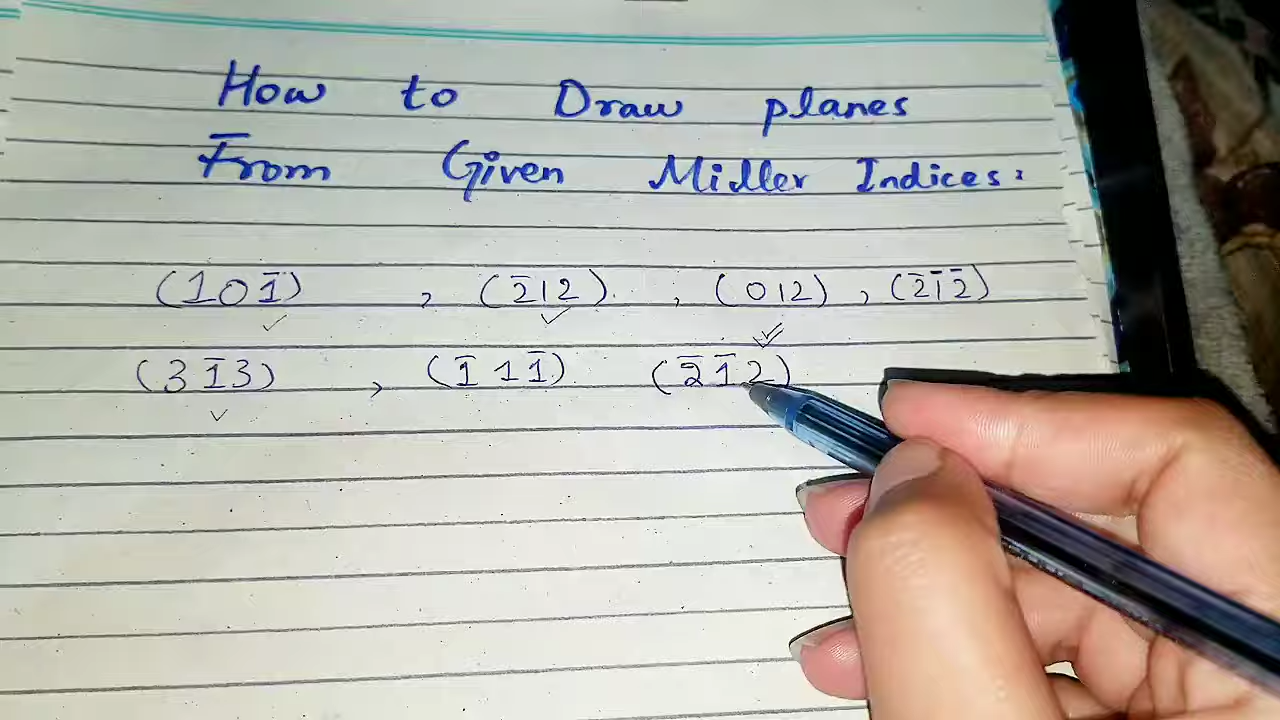 How to Draw planes
From Given Miller Indices:
(1 0 1̄) , (2̄ 1 2) , (0 1 2) , (2̄ 1̄ 2̄)
(3 1̄ 3) , (1̄ 1 1̄) (2̄ 1̄ 2)